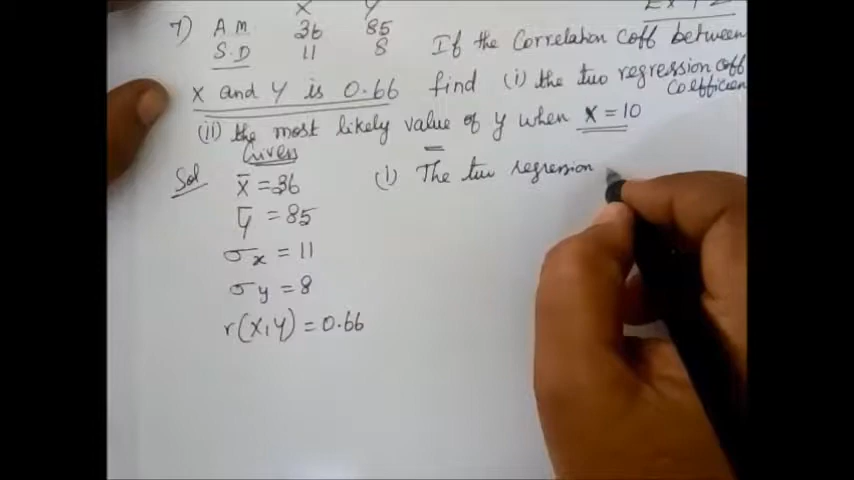 X Y
7) A M 36 85
S.D 11 8 If the Correlation coff between
X and Y is 0.66 find (i) the two regression coff
coefficien
(ii) the most likely value of y when x = 10
Given
Sol x̄ = 36 (i) The two regression
ȳ = 85
σx = 11
σy = 8
r(X,Y) = 0.66